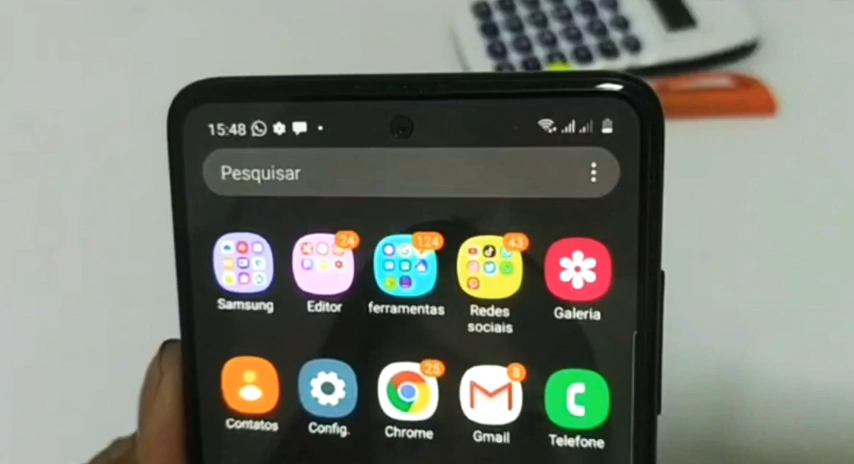 15:48
Pesquisar
24
124
43
Samsung
Editor
ferramentas
Redes
sociais
Galeria
25
8
Contatos
Config.
Chrome
Gmail
Telefone